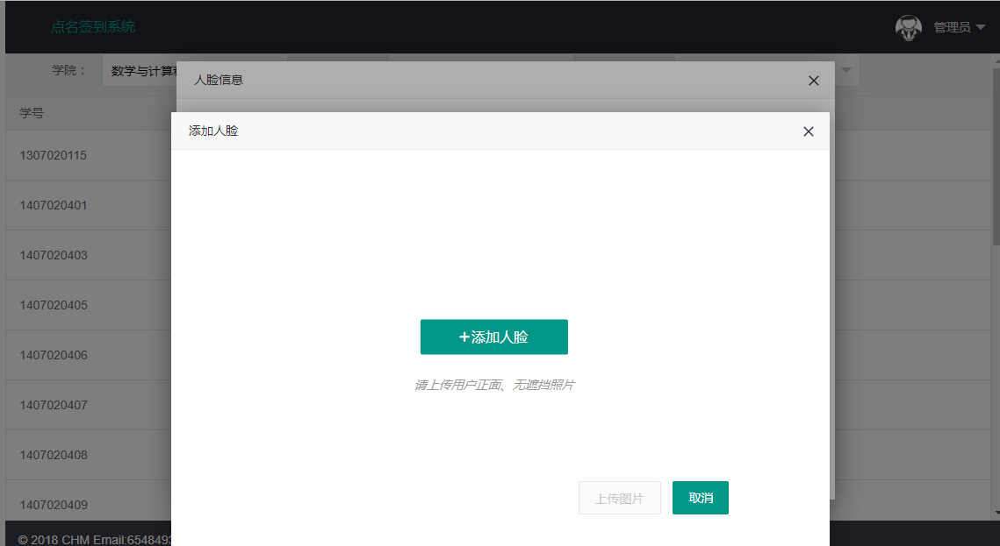 点名签到系统
管理员
学院：
数学与计算
人脸信息
学号
添加人脸
1307020115
1407020401
1407020403
1407020405
+添加人脸
1407020406
请上传用户正面、无遮挡照片
1407020407
1407020408
上传图片
取消
1407020409
© 2018 CHM Email:654849